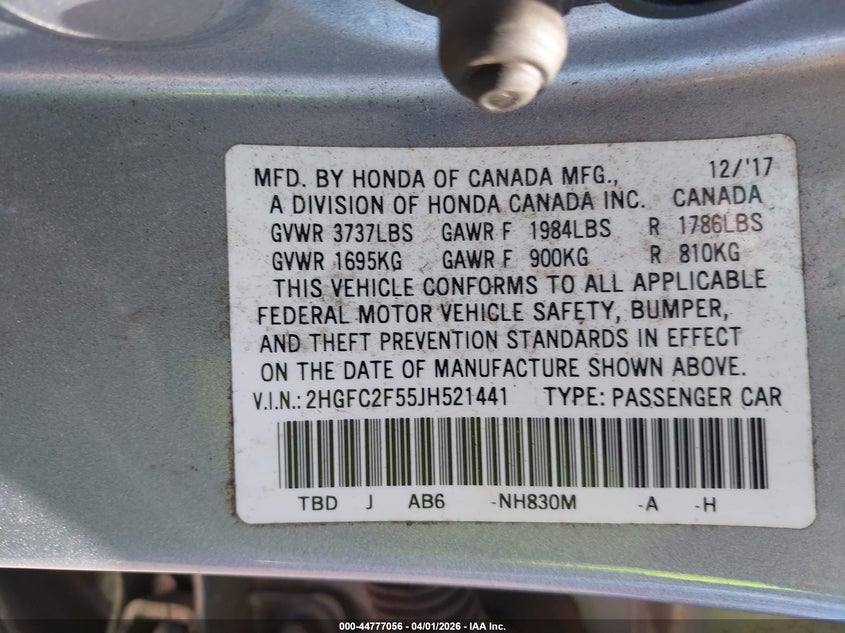 MFD. BY HONDA OF CANADA MFG., 12/'17
A DIVISION OF HONDA CANADA INC. CANADA
GVWR 3737LBS GAWR F 1984LBS R 1786LBS
GVWR 1695KG GAWR F 900KG R 810KG
THIS VEHICLE CONFORMS TO ALL APPLICABLE
FEDERAL MOTOR VEHICLE SAFETY, BUMPER,
AND THEFT PREVENTION STANDARDS IN EFFECT
ON THE DATE OF MANUFACTURE SHOWN ABOVE.
V.I.N.: 2HGFC2F55JH521441 TYPE: PASSENGER CAR
TBD J AB6 -NH830M -A -H
000-44777056 - 04/01/2026 - IAA Inc.